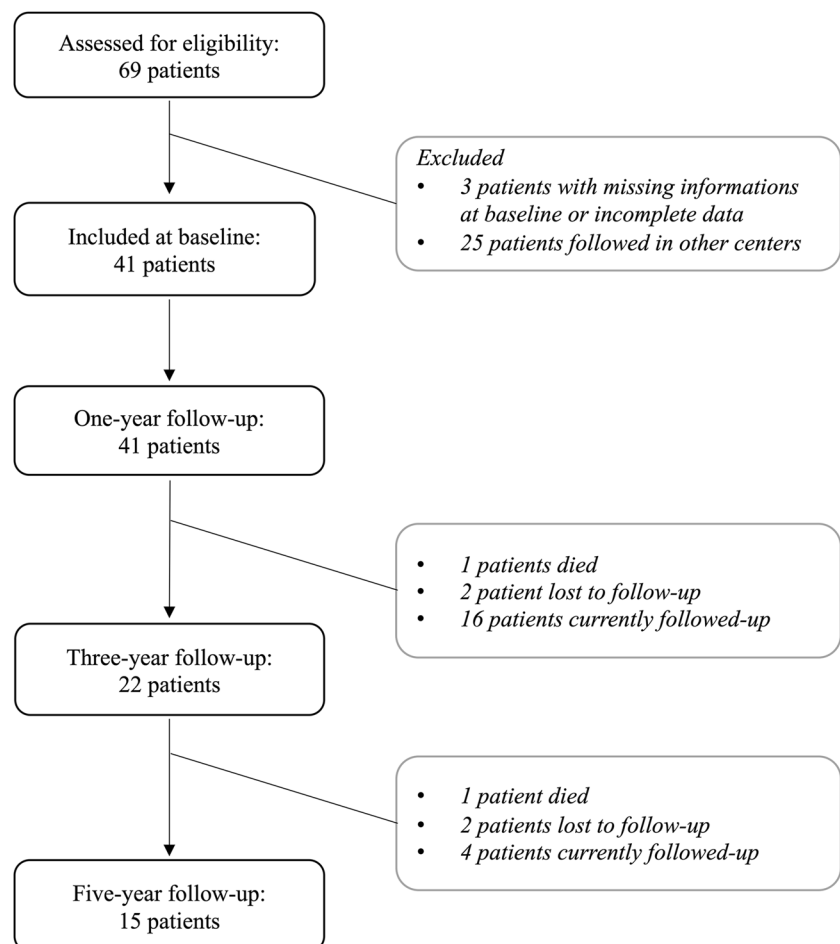 Assessed for eligibility:
69 patients
Excluded
• 3 patients with missing informations
at baseline or incomplete data
• 25 patients followed in other centers
Included at baseline:
41 patients
One-year follow-up:
41 patients
• 1 patients died
• 2 patient lost to follow-up
• 16 patients currently followed-up
Three-year follow-up:
22 patients
• 1 patient died
• 2 patients lost to follow-up
• 4 patients currently followed-up
Five-year follow-up:
15 patients